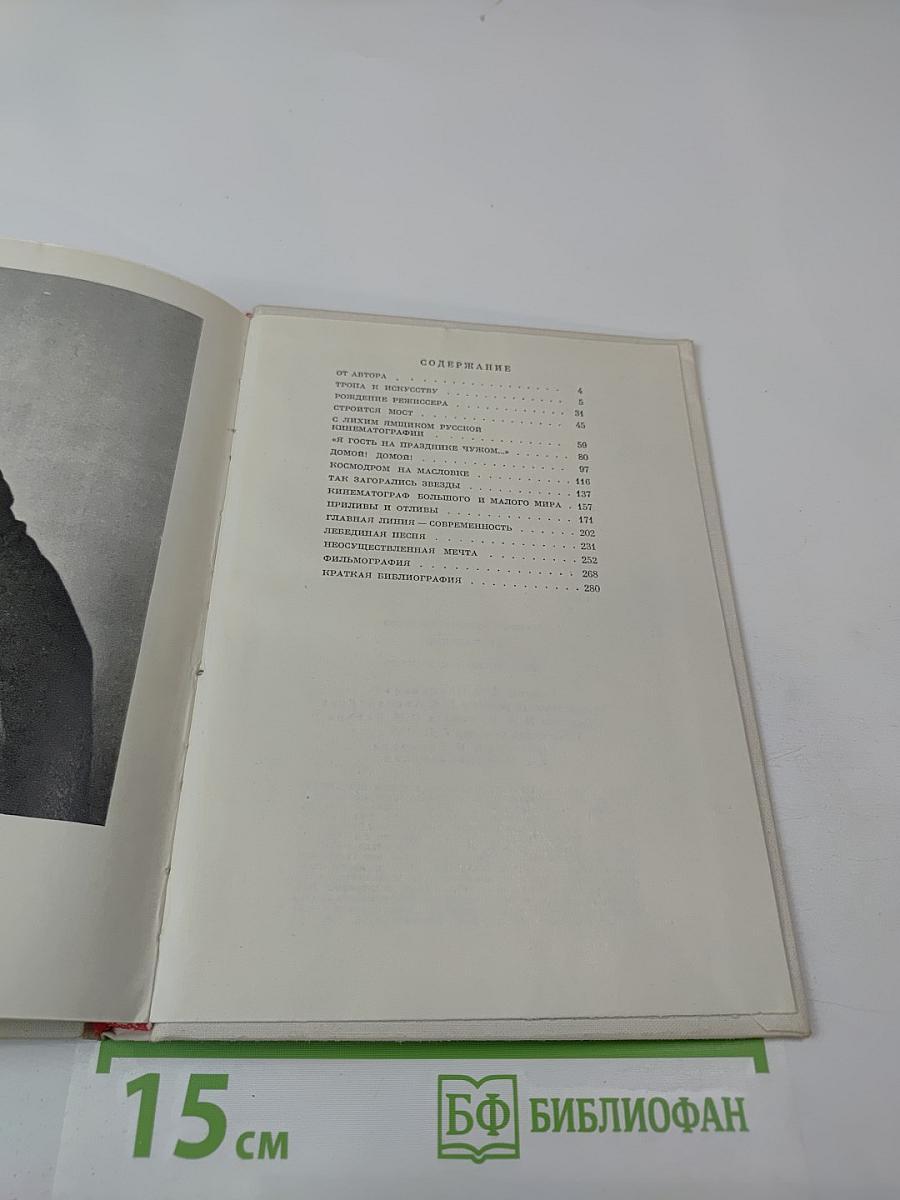 СОДЕРЖАНИЕ
ОТ АВТОРА . . . . . . . . . . . . . 4
ТРОПА К ИСКУССТВУ . . . . . . . . . 5
РОЖДЕНИЕ РЕЖИССЕРА . . . . . . . . 31
СТРОИТСЯ МОСТ . . . . . . . . . . . 45
С ЛИХИМ ЯМЩИКОМ РУССКОЙ
КИНЕМАТОГРАФИИ . . . . . . . . . . 59
«Я ГОСТЬ НА ПРАЗДНИКЕ ЧУЖОМ...» . . . . . 80
ДОМОЙ! ДОМОЙ! . . . . . . . . . . . 97
КОСМОДРОМ НА МАСЛОВКЕ . . . . . . . 116
ТАК ЗАГОРАЛИСЬ ЗВЕЗДЫ . . . . . . . 137
КИНЕМАТОГРАФ БОЛЬШОГО И МАЛОГО МИРА . 157
ПРИЛИВЫ И ОТЛИВЫ . . . . . . . . . 171
ГЛАВНАЯ ЛИНИЯ — СОВРЕМЕННОСТЬ . . . . . 202
ЛЕБЕДИНАЯ ПЕСНЯ . . . . . . . . . . 231
НЕОСУЩЕСТВЛЕННАЯ МЕЧТА . . . . . . . 252
ФИЛЬМОГРАФИЯ . . . . . . . . . . . 268
КРАТКАЯ БИБЛИОГРАФИЯ . . . . . . . . 280
15 см
БФ БИБЛИОФАН